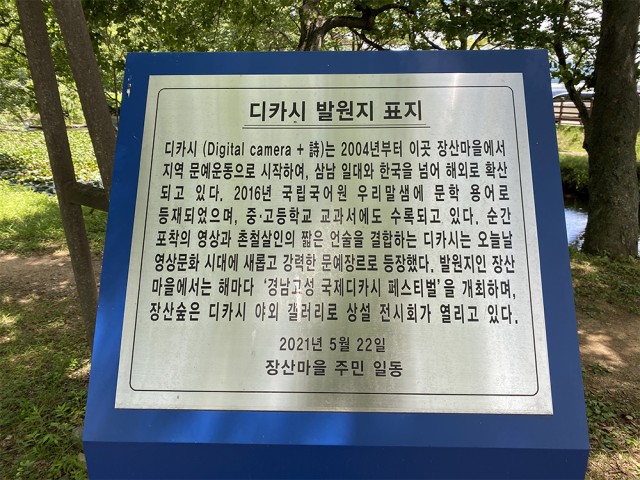 디카시 발원지 표지
디카시 (Digital camera + 詩)는 2004년부터 이곳 장산마을에서
지역 문예운동으로 시작하여, 삼남 일대와 한국을 넘어 해외로 확산
되고 있다. 2016년 국립국어원 우리말샘에 문학 용어로
등재되었으며, 중·고등학교 교과서에도 수록되고 있다. 순간
포착의 영상과 촌철살인의 짧은 언술을 결합하는 디카시는 오늘날
영상문화 시대에 새롭고 강력한 문예장르로 등장했다. 발원지인 장산
마을에서는 해마다 '경남고성 국제디카시 페스티벌'을 개최하며,
장산숲은 디카시 야외 갤러리로 상설 전시회가 열리고 있다.
2021년 5월 22일
장산마을 주민 일동